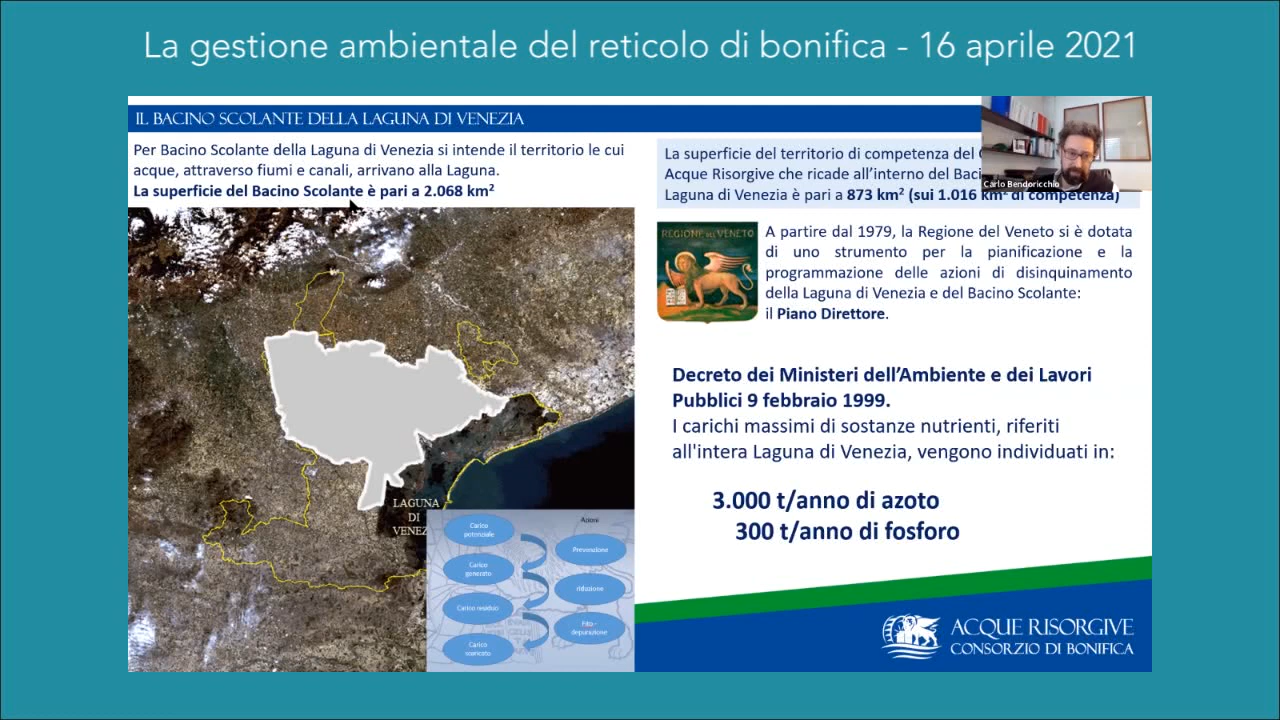 La gestione ambientale del reticolo di bonifica - 16 aprile 2021
IL BACINO SCOLANTE DELLA LAGUNA DI VENEZIA
Per Bacino Scolante della Laguna di Venezia si intende il territorio le cui
acque, attraverso fiumi e canali, arrivano alla Laguna.
La superficie del Bacino Scolante è pari a 2.068 km²
La superficie del territorio di competenza del
Acque Risorgive che ricade all'interno del
Laguna di Venezia è pari a 873 km² (sui 1.016 km² di competenza)
Carlo Bendoricchio
REGIONE DEL VENETO
A partire dal 1979, la Regione del Veneto si è dotata
di uno strumento per la pianificazione e la
programmazione delle azioni di disinquinamento
della Laguna di Venezia e del Bacino Scolante:
il Piano Direttore.
Decreto dei Ministeri dell'Ambiente e dei Lavori
Pubblici 9 febbraio 1999.
I carichi massimi di sostanze nutrienti, riferiti
all'intera Laguna di Venezia, vengono individuati in:
3.000 t/anno di azoto
300 t/anno di fosforo
LAGUNA
DI
VENEZ
Carico
potenziale
Carico
generato
Carico residuo
Carico
scaricato
Azioni
Prevenzione
riduzione
Fito -
depurazione
ACQUE RISORGIVE
CONSORZIO DI BONIFICA